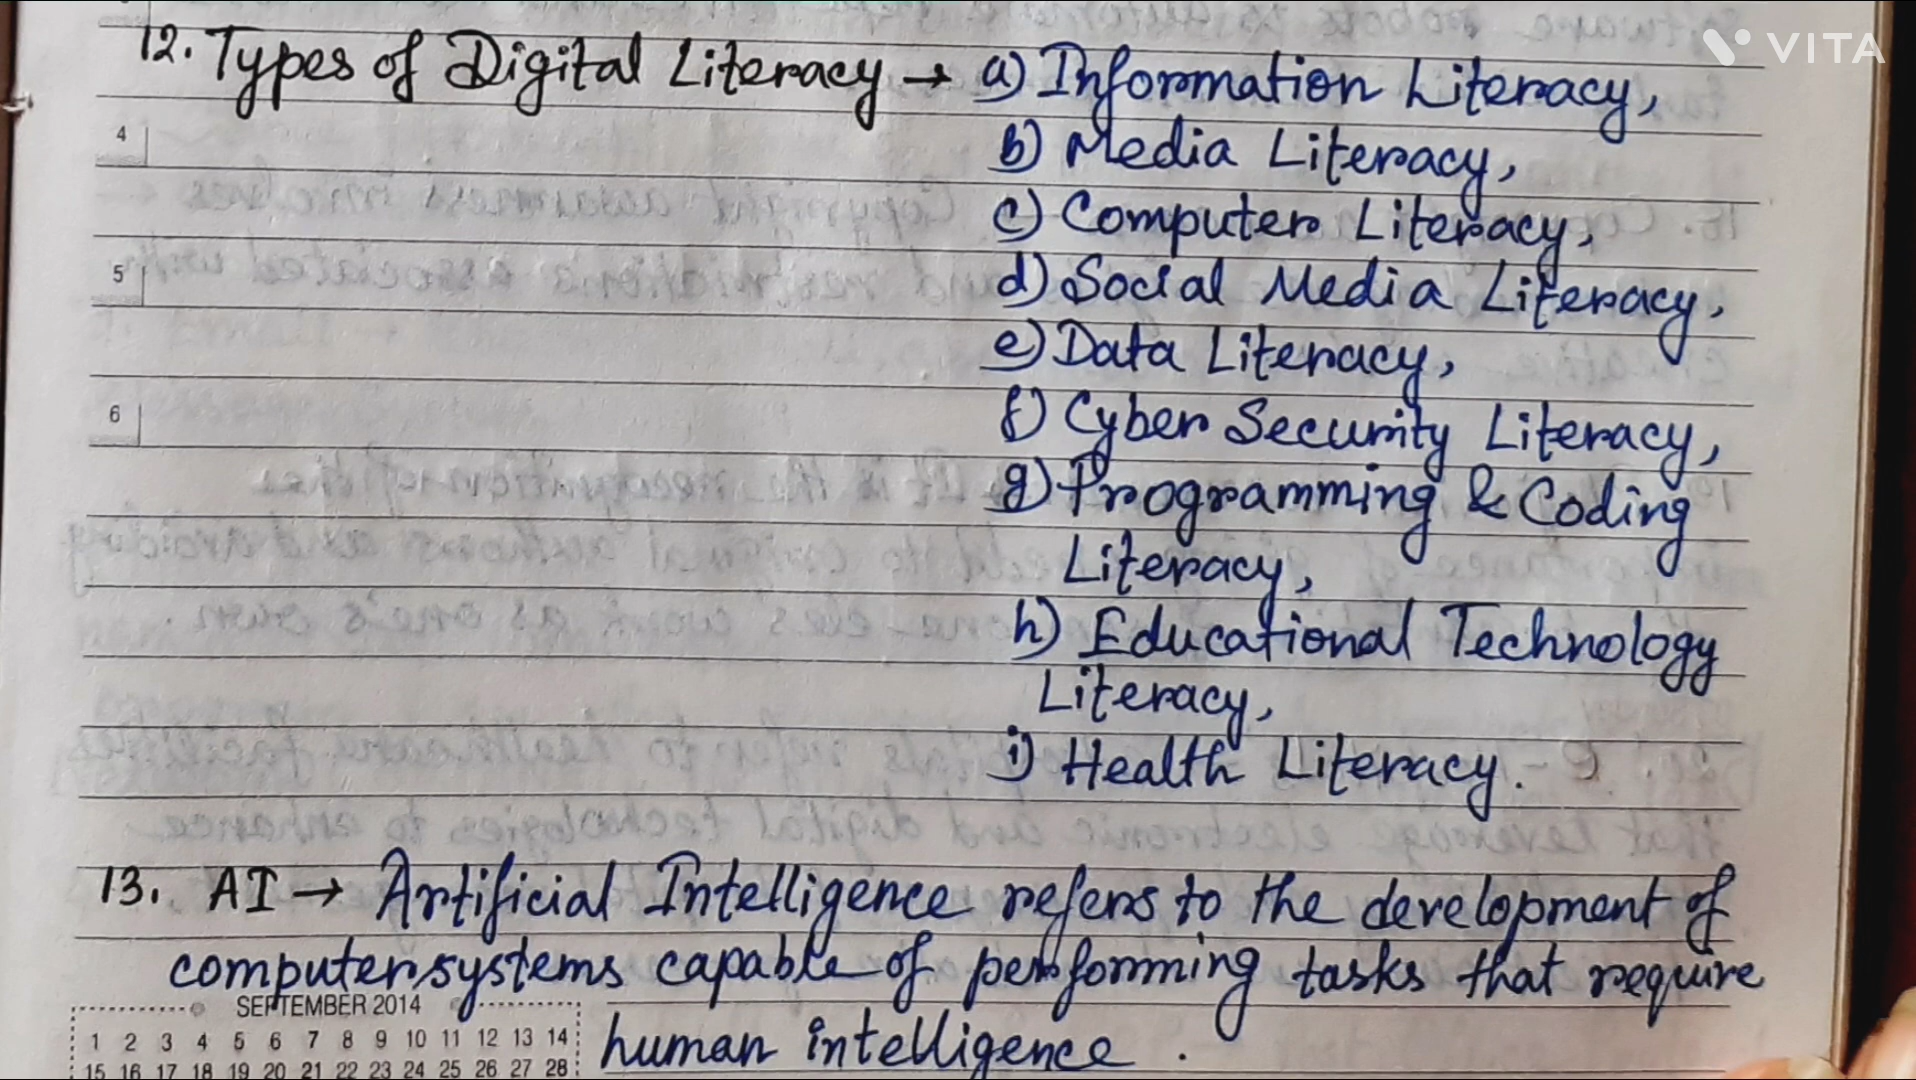 VITA
12. Types of Digital Literacy → a) Information Literacy,
4
b) Media Literacy,
c) Computer Literacy,
5
d) Social Media Literacy,
e) Data Literacy,
6
f) Cyber Security Literacy,
g) Programming & Coding
Literacy,
h) Educational Technology
Literacy,
i) Health Literacy.
13. AI → Artificial Intelligence refers to the development of
computer systems capable of performing tasks that require
SEPTEMBER 2014
human intelligence.
1 2 3 4 5 6 7 8 9 10 11 12 13 14
15 16 17 18 19 20 21 22 23 24 25 26 27 28